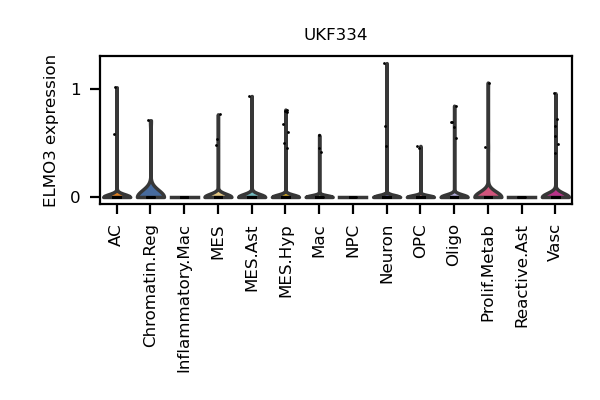 UKF334
ELMO3 expression
1
0
AC
Chromatin.Reg
Inflammatory.Mac
MES
MES.Ast
MES.Hyp
Mac
NPC
Neuron
OPC
Oligo
Prolif.Metab
Reactive.Ast
Vasc